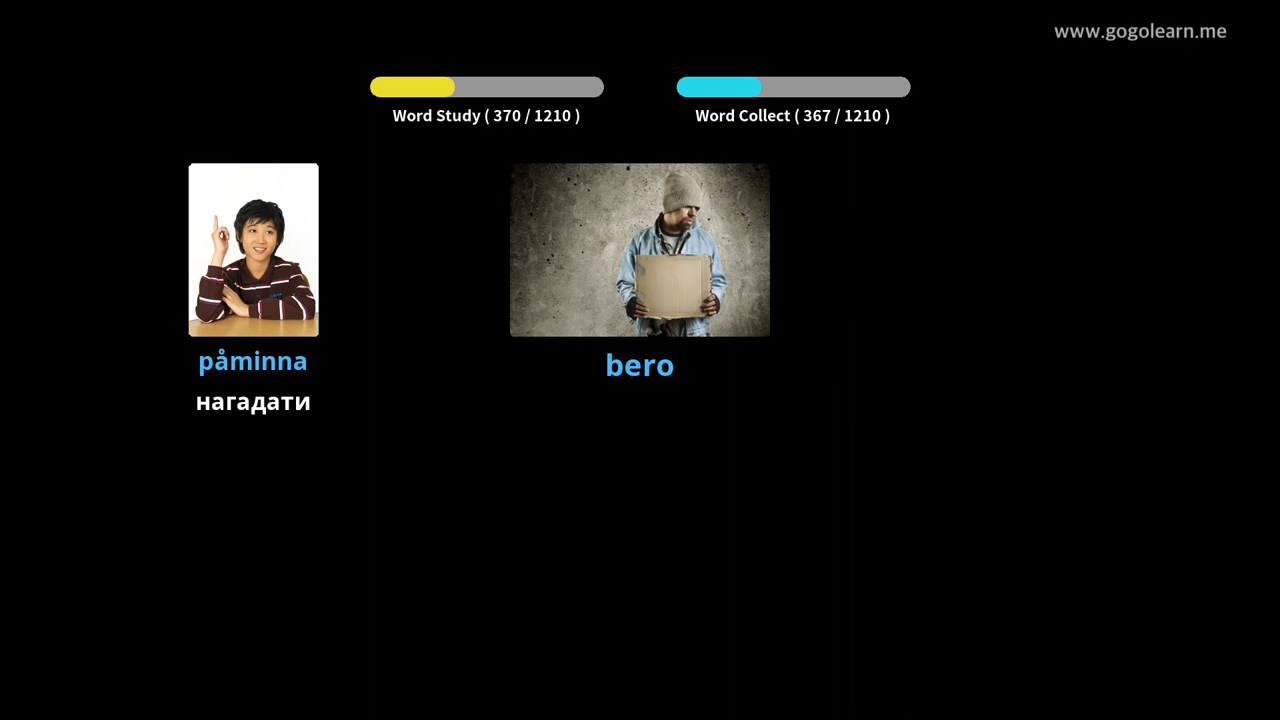 www.gogolearn.me
Word Study ( 370 / 1210 )
Word Collect ( 367 / 1210 )
påminna
нагадати
bero